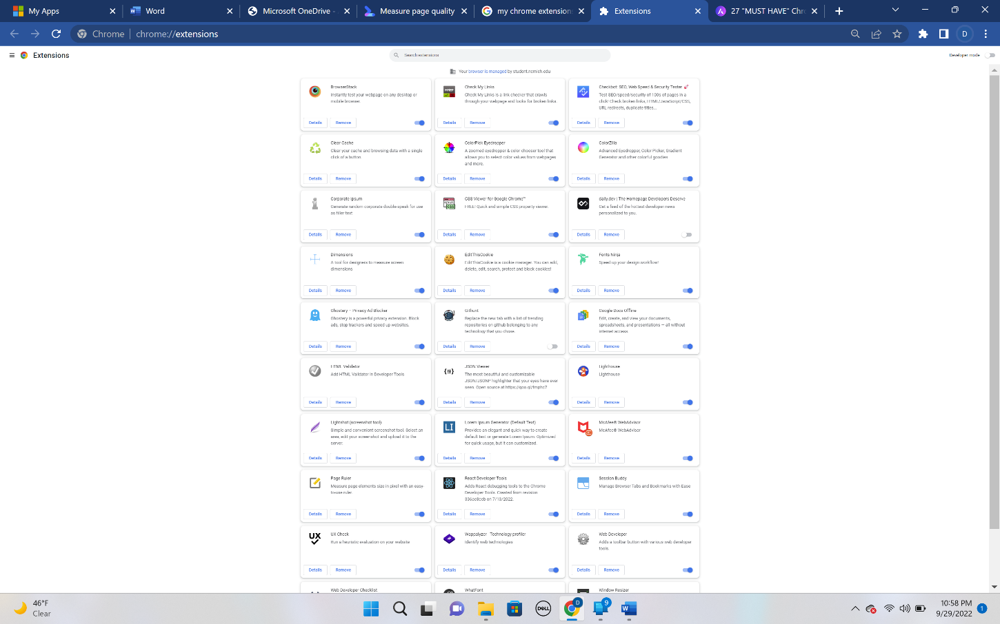 My Apps
Word
Microsoft OneDrive -
Measure page quality
my chrome extension
Extensions
27 "MUST HAVE" Chr
Chrome
chrome://extensions
D
Extensions
Search extensions
Developer mode
Your browser is managed by student.nemich.edu
BrowserStack
Instantly test your webpage on any desktop or
mobile browser.
Details Remove
HREF
Check My Links
Check My Links is a link checker that crawls
through your webpage and looks for broken links.
Details Remove
Checkbot: SEO, Web Speed & Security Tester 🚀
Test SEO/speed/security of 100s of pages in a
click! Check broken links, HTML/JavaScript/CSS,
URL redirects, duplicate titles...
Details Remove
Clear Cache
Clear your cache and browsing data with a single
click of a button.
Details Remove
ColorPick Eyedropper
A zoomed eyedropper & color chooser tool that
allows you to select color values from webpages
and more.
Details Remove
ColorZilla
Advanced Eyedropper, Color Picker, Gradient
Generator and other colorful goodies
Details Remove
Corporate Ipsum
Generate random corporate double-speak for use
as filler text
Details Remove
CSS
CSS Viewer for Google Chrome™
FREE! Quick and simple CSS property viewer.
Details Remove
daily.dev | The Homepage Developers Deserve
Get a feed of the hottest developer news
personalized to you.
Details Remove
Dimensions
A tool for designers to measure screen
dimensions
Details Remove
EditThisCookie
EditThisCookie is a cookie manager. You can add,
delete, edit, search, protect and block cookies!
Details Remove
Fonts Ninja
Speed up your design workflow!
Details Remove
Ghostery – Privacy Ad Blocker
Ghostery is a powerful privacy extension. Block
ads, stop trackers and speed up websites.
Details Remove
Githunt
Replace the new tab with a list of trending
repositories on github belonging to any
technology that you chose.
Details Remove
Google Docs Offline
Edit, create, and view your documents,
spreadsheets, and presentations — all without
internet access.
Details Remove
HTML Validator
Add HTML Validator in Developer Tools
Details Remove
JSON Viewer
The most beautiful and customizable
JSON/JSONP highlighter that your eyes have ever
seen. Open source at https://goo.gl/fmphc7
Details Remove
Lighthouse
Lighthouse
Details Remove
Lightshot (screenshot tool)
Simple and convenient screenshot tool. Select an
area, edit your screenshot and upload it to the
server.
Details Remove
LI
Lorem Ipsum Generator (Default Text)
Provides an elegant and quick way to create
default text or generate Lorem Ipsum. Optimized
for quick usage, but it can customized.
Details Remove
McAfee® WebAdvisor
McAfee® WebAdvisor
Details Remove
Page Ruler
Measure page elements size in pixel with an easy-
to-use ruler.
Details Remove
React Developer Tools
Adds React debugging tools to the Chrome
Developer Tools. Created from revision
336ac8ceb on 7/13/2022.
Details Remove
Session Buddy
Manage Browser Tabs and Bookmarks with Ease
Details Remove
UX
UX Check
Run a heuristic evaluation on your website
Details Remove
Wappalyzer - Technology profiler
Identify web technologies
Details Remove
Web Developer
Adds a toolbar button with various web developer
tools.
Details Remove
Web Developer Checklist
WhatFont
Window Resizer
46°F
Clear
DELL
D
9
W
10:58 PM
9/29/2022
1